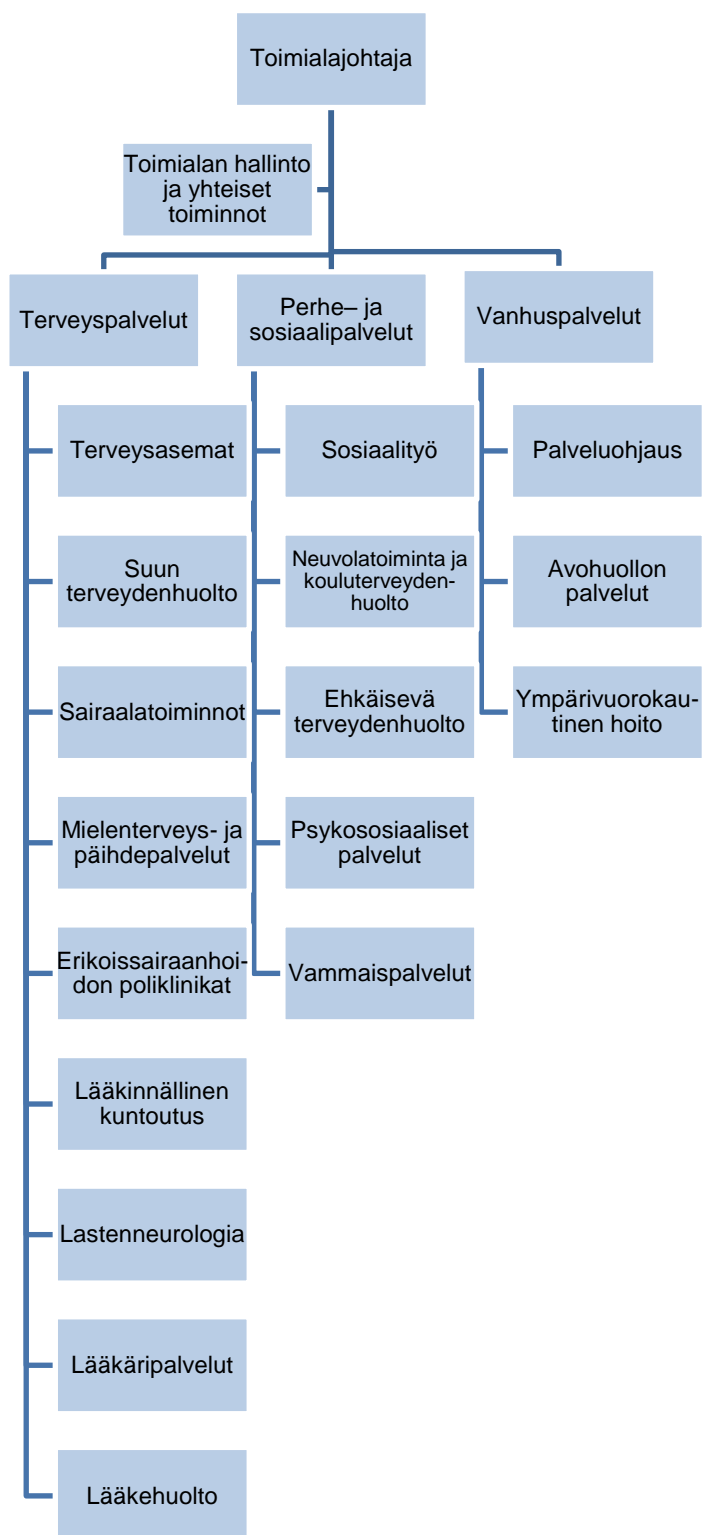 Toimialajohtaja
Toimialan hallinto
ja yhteiset
toiminnot
Terveyspalvelut
Perhe– ja
sosiaalipalvelut
Vanhuspalvelut
Terveysasemat
Suun
terveydenhuolto
Sairaalatoiminnot
Mielenterveys- ja
päihdepalvelut
Erikoissairaanhoi-
don poliklinikat
Lääkinnällinen
kuntoutus
Lastenneurologia
Lääkäripalvelut
Lääkehuolto
Sosiaalityö
Neuvolatoiminta ja
kouluterveyden-
huolto
Ehkäisevä
terveydenhuolto
Psykososiaaliset
palvelut
Vammaispalvelut
Palveluohjaus
Avohuollon
palvelut
Ympärivuorokau-
tinen hoito